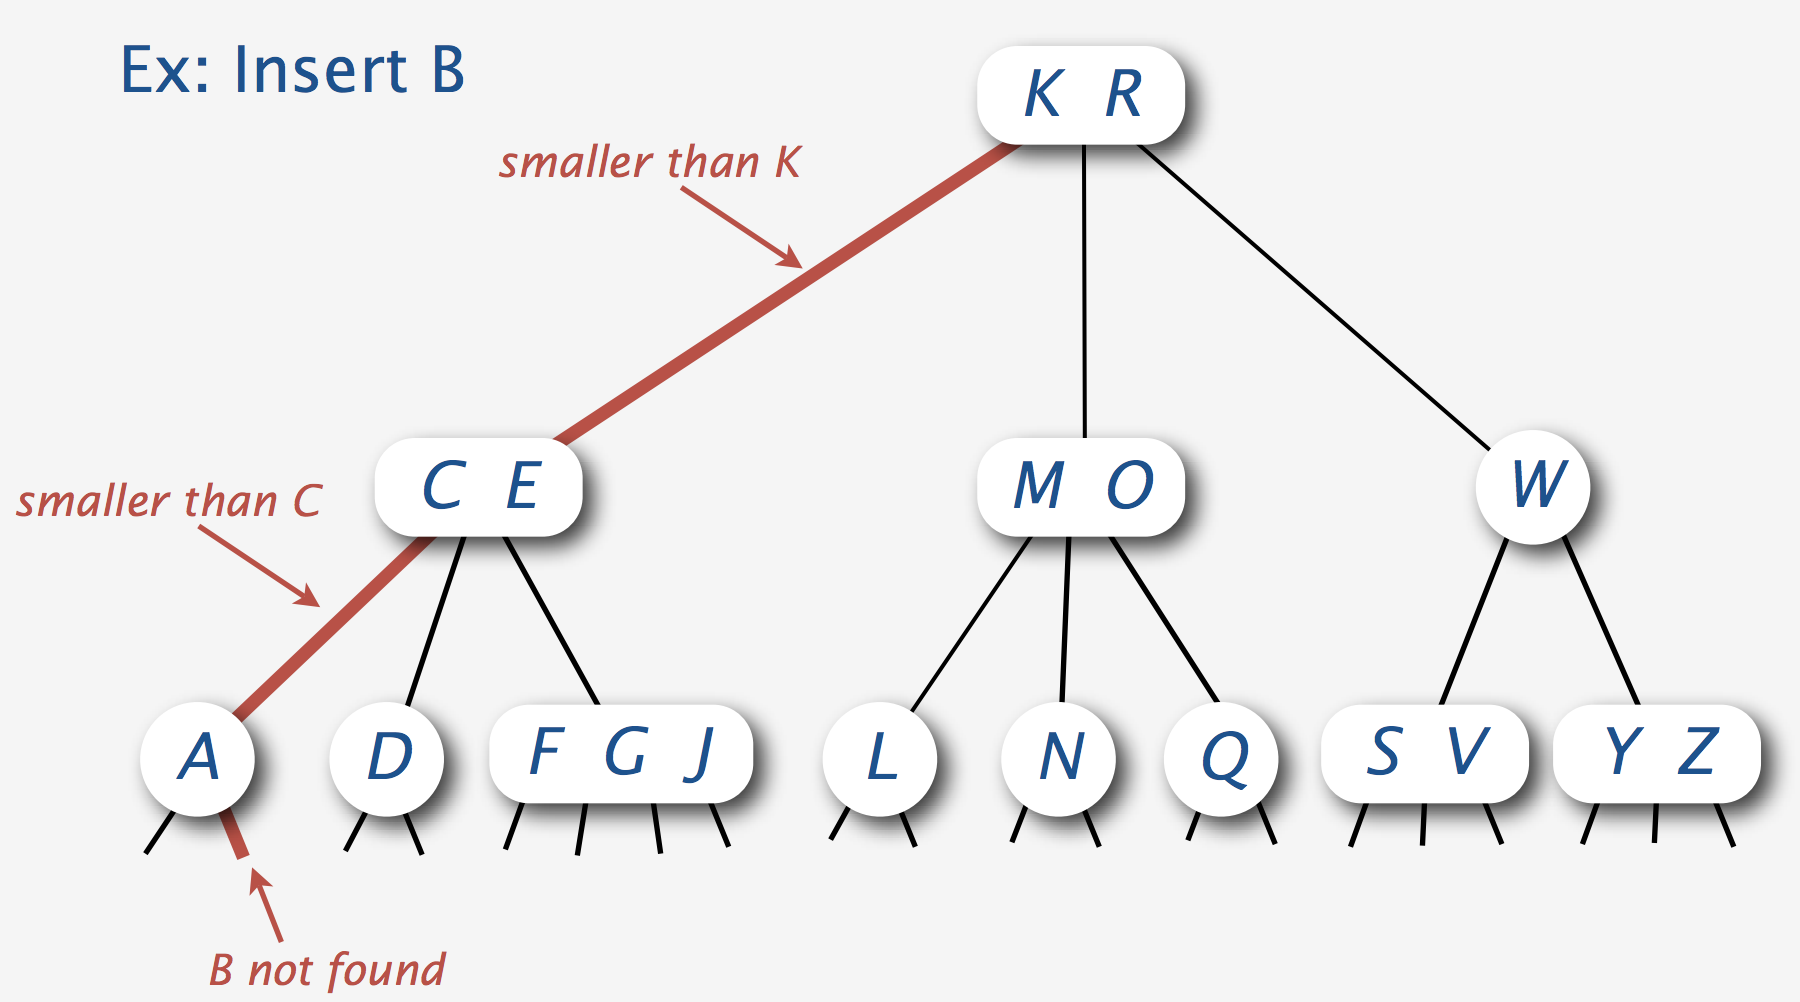 Ex: Insert B
K R
smaller than K
C E
M O
W
smaller than C
A
D
F G J
L
N
Q
S V
Y Z
B not found